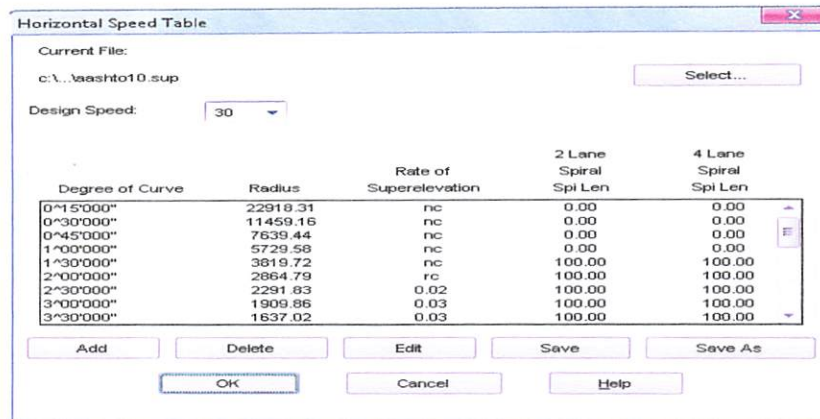 Horizontal Speed Table
Current File:
c:\...\aashto10.sup
Select...
Design Speed:
30
Degree of Curve Radius Rate of Superelevation 2 Lane Spiral Spi Len 4 Lane Spiral Spi Len
0^15'000" 22918.31 nc 0.00 0.00
0^30'000" 11459.16 nc 0.00 0.00
0^45'000" 7639.44 nc 0.00 0.00
1^00'000" 5729.58 nc 0.00 0.00
1^30'000" 3819.72 nc 100.00 100.00
2^00'000" 2864.79 rc 100.00 100.00
2^30'000" 2291.83 0.02 100.00 100.00
3^00'000" 1909.86 0.03 100.00 100.00
3^30'000" 1637.02 0.03 100.00 100.00
Add Delete Edit Save Save As
OK Cancel Help